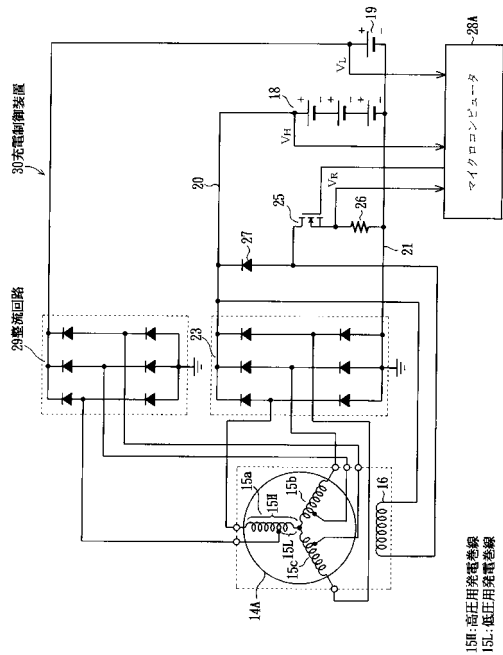 30充電制御装置
29整流回路
19
+
−
VL
28A
マイクロコンピュータ
18
+
−
+
−
+
−
VH
20
VR
25
26
27
21
23
15a
15H
15L
15b
15c
14A
16
15H:高圧用発電巻線
15L:低圧用発電巻線